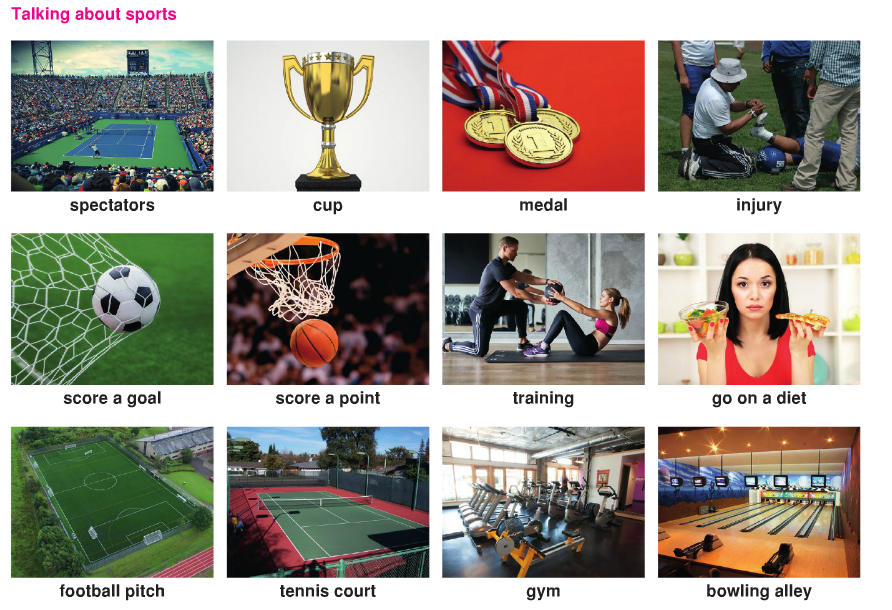 Talking about sports
spectators
cup
medal
injury
score a goal
score a point
training
go on a diet
football pitch
tennis court
gym
bowling alley